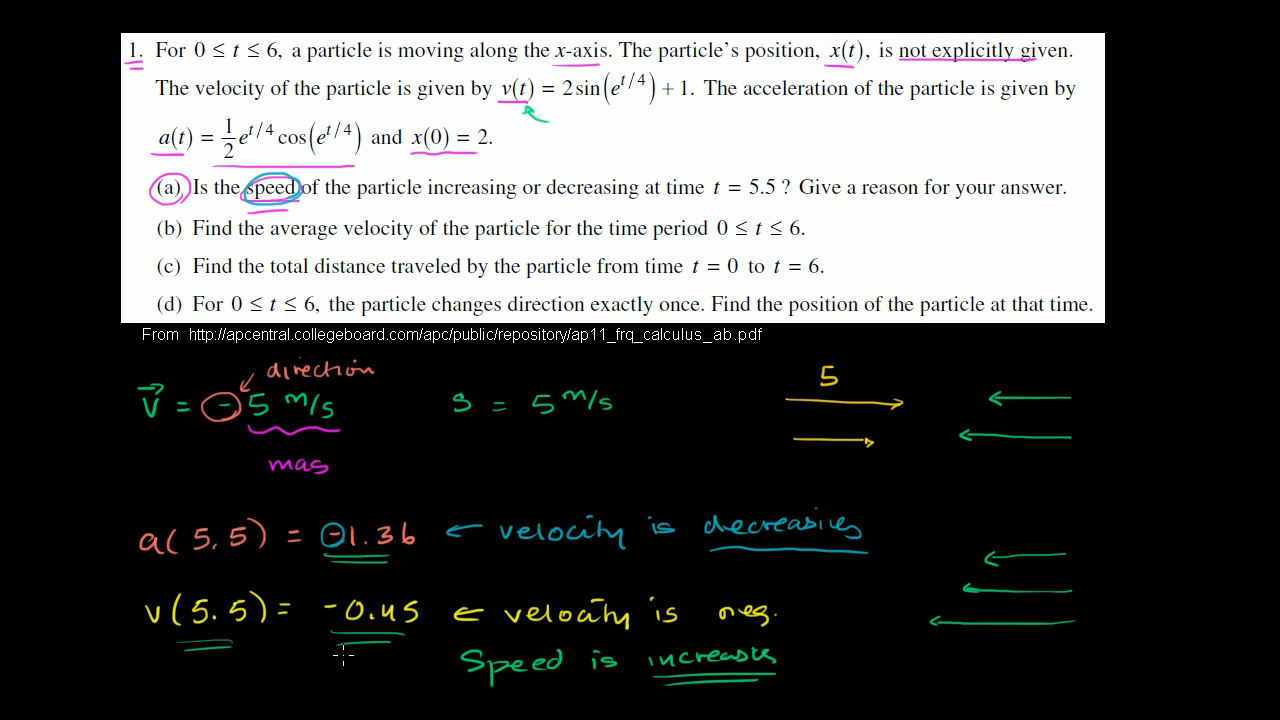 1. For 0 ≤ t ≤ 6, a particle is moving along the x-axis. The particle's position, x(t), is not explicitly given.
The velocity of the particle is given by v(t) = 2sin(e^{t/4}) + 1. The acceleration of the particle is given by
a(t) = 1/2 e^{t/4} cos(e^{t/4}) and x(0) = 2.
(a) Is the speed of the particle increasing or decreasing at time t = 5.5 ? Give a reason for your answer.
(b) Find the average velocity of the particle for the time period 0 ≤ t ≤ 6.
(c) Find the total distance traveled by the particle from time t = 0 to t = 6.
(d) For 0 ≤ t ≤ 6, the particle changes direction exactly once. Find the position of the particle at that time.
From http://apcentral.collegeboard.com/apc/public/repository/ap11_frq_calculus_ab.pdf
direction
5
v⃗ = - 5 m/s
s = 5 m/s
mag
a(5.5) = -1.36 ← velocity is decreasing
v(5.5) = -0.45 ← velocity is neg.
Speed is increasing